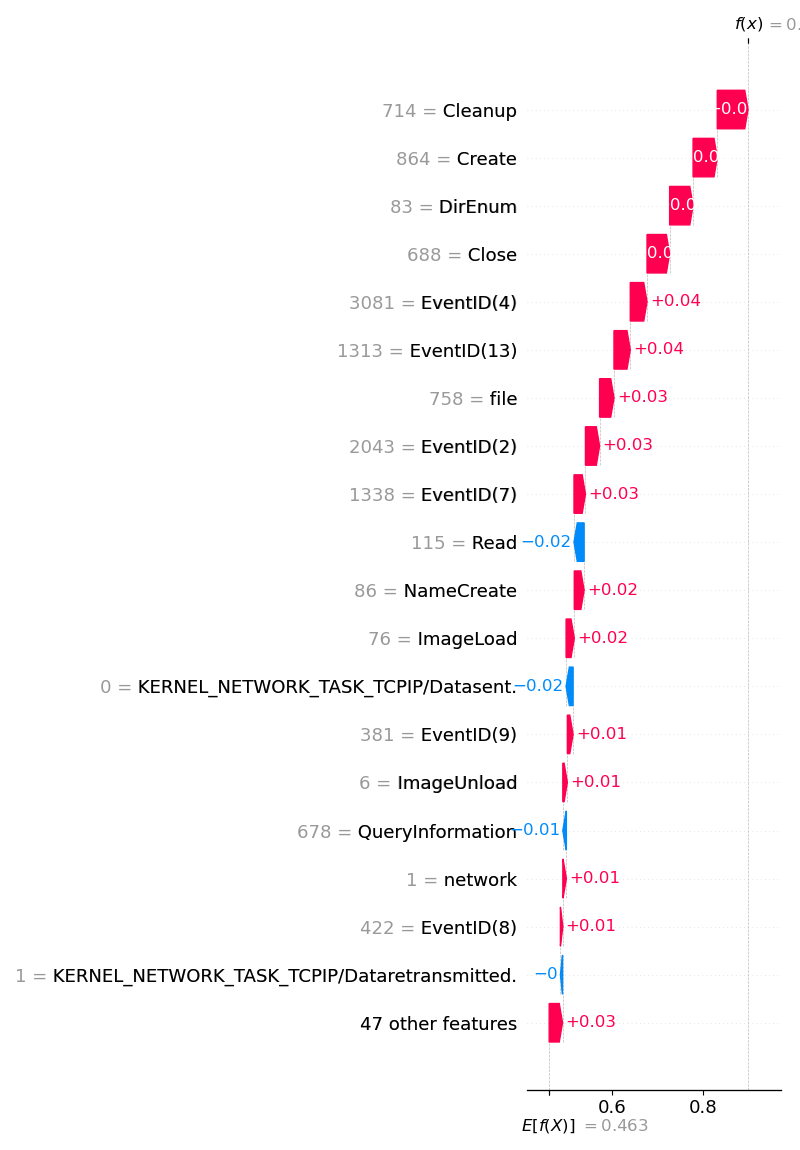 f(x) = 0.
714 = Cleanup
864 = Create
83 = DirEnum
688 = Close
3081 = EventID(4) +0.04
1313 = EventID(13) +0.04
758 = file +0.03
2043 = EventID(2) +0.03
1338 = EventID(7) +0.03
115 = Read −0.02
86 = NameCreate +0.02
76 = ImageLoad +0.02
0 = KERNEL_NETWORK_TASK_TCPIP/Datasent. −0.02
381 = EventID(9) +0.01
6 = ImageUnload +0.01
678 = QueryInformation −0.01
1 = network +0.01
422 = EventID(8) +0.01
1 = KERNEL_NETWORK_TASK_TCPIP/Dataretransmitted. −0
47 other features +0.03
0.6 0.8
E[f(X)] = 0.463